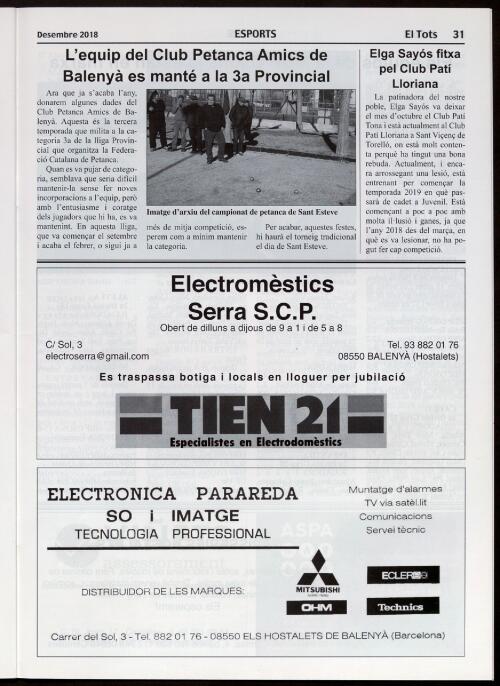 Desembre 2018
ESPORTS
El Tots 31
L'equip del Club Petanca Amics de
Balenyà es manté a la 3a Provincial
Ara que ja s'acaba l'any,
donarem algunes dades del
Club Petanca Amics de Ba-
lenyà. Aquesta és la tercera
temporada que milita a la ca-
tegoria 3a de la lliga Provin-
cial que organitza la Federa-
ció Catalana de Petanca.
Quan es va pujar de catego-
ria, semblava que seria difícil
mantenir-la sense fer noves
incorporacions a l'equip, però
amb l'entusiasme i coratge
dels jugadors que hi ha, es va
mantenint. En aquesta lliga,
que va començar el setembre
i acaba el febrer, o sigui ja a
Imatge d'arxiu del campionat de petanca de Sant Esteve
més de mitja competició, es-
perem com a mínim mantenir
la categoria.
Per acabar, aquestes festes,
hi haurà el torneig tradicional
el dia de Sant Esteve.
Elga Sayós fitxa
pel Club Patí
Lloriana
La patinadora del nostre
poble, Elga Sayós va deixar
el mes d'octubre el Club Patí
Tona i està actualment al Club
Patí Lloriana a Sant Viçenç de
Torelló, on està molt conten-
ta perquè ha tingut una bona
rebuda. Actualment, i enca-
ra arrossegant una lesió, està
entrenant per començar la
temporada 2019 en què pas-
sarà de cadet a Juvenil. Està
començant a poc a poc amb
molta il·lusió i ganes, ja que
l'any 2018 des del març, en
què es va lesionar, no ha po-
gut fer cap competició.
Electromèstics
Serra S.C.P.
Obert de dilluns a dijous de 9 a 1 i de 5 a 8
C/ Sol, 3
electroserra@gmail.com
Tel. 93 882 01 76
08550 BALENYÀ (Hostalets)
Es traspassa botiga i locals en lloguer per jubilació
TIEN 21
Especialistes en Electrodomèstics
ELECTRONICA PARAREDA
SO i IMATGE
TECNOLOGIA PROFESSIONAL
Muntatge d'alarmes
TV via satèl.lit
Comunicacions
Servei tècnic
DISTRIBUIDOR DE LES MARQUES:
MITSUBISHI
OHM
ECLER
Technics
Carrer del Sol, 3 - Tel. 882 01 76 - 08550 ELS HOSTALETS DE BALENYÀ (Barcelona)